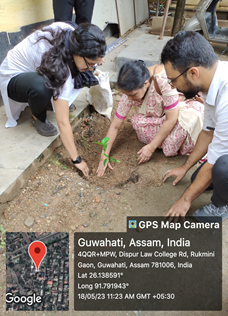 GPS Map Camera
Guwahati, Assam, India
4QQR+MPW, Dispur Law College Rd, Rukmini
Gaon, Guwahati, Assam 781006, India
Lat 26.138591°
Long 91.791943°
18/05/23 11:23 AM GMT +05:30
Google